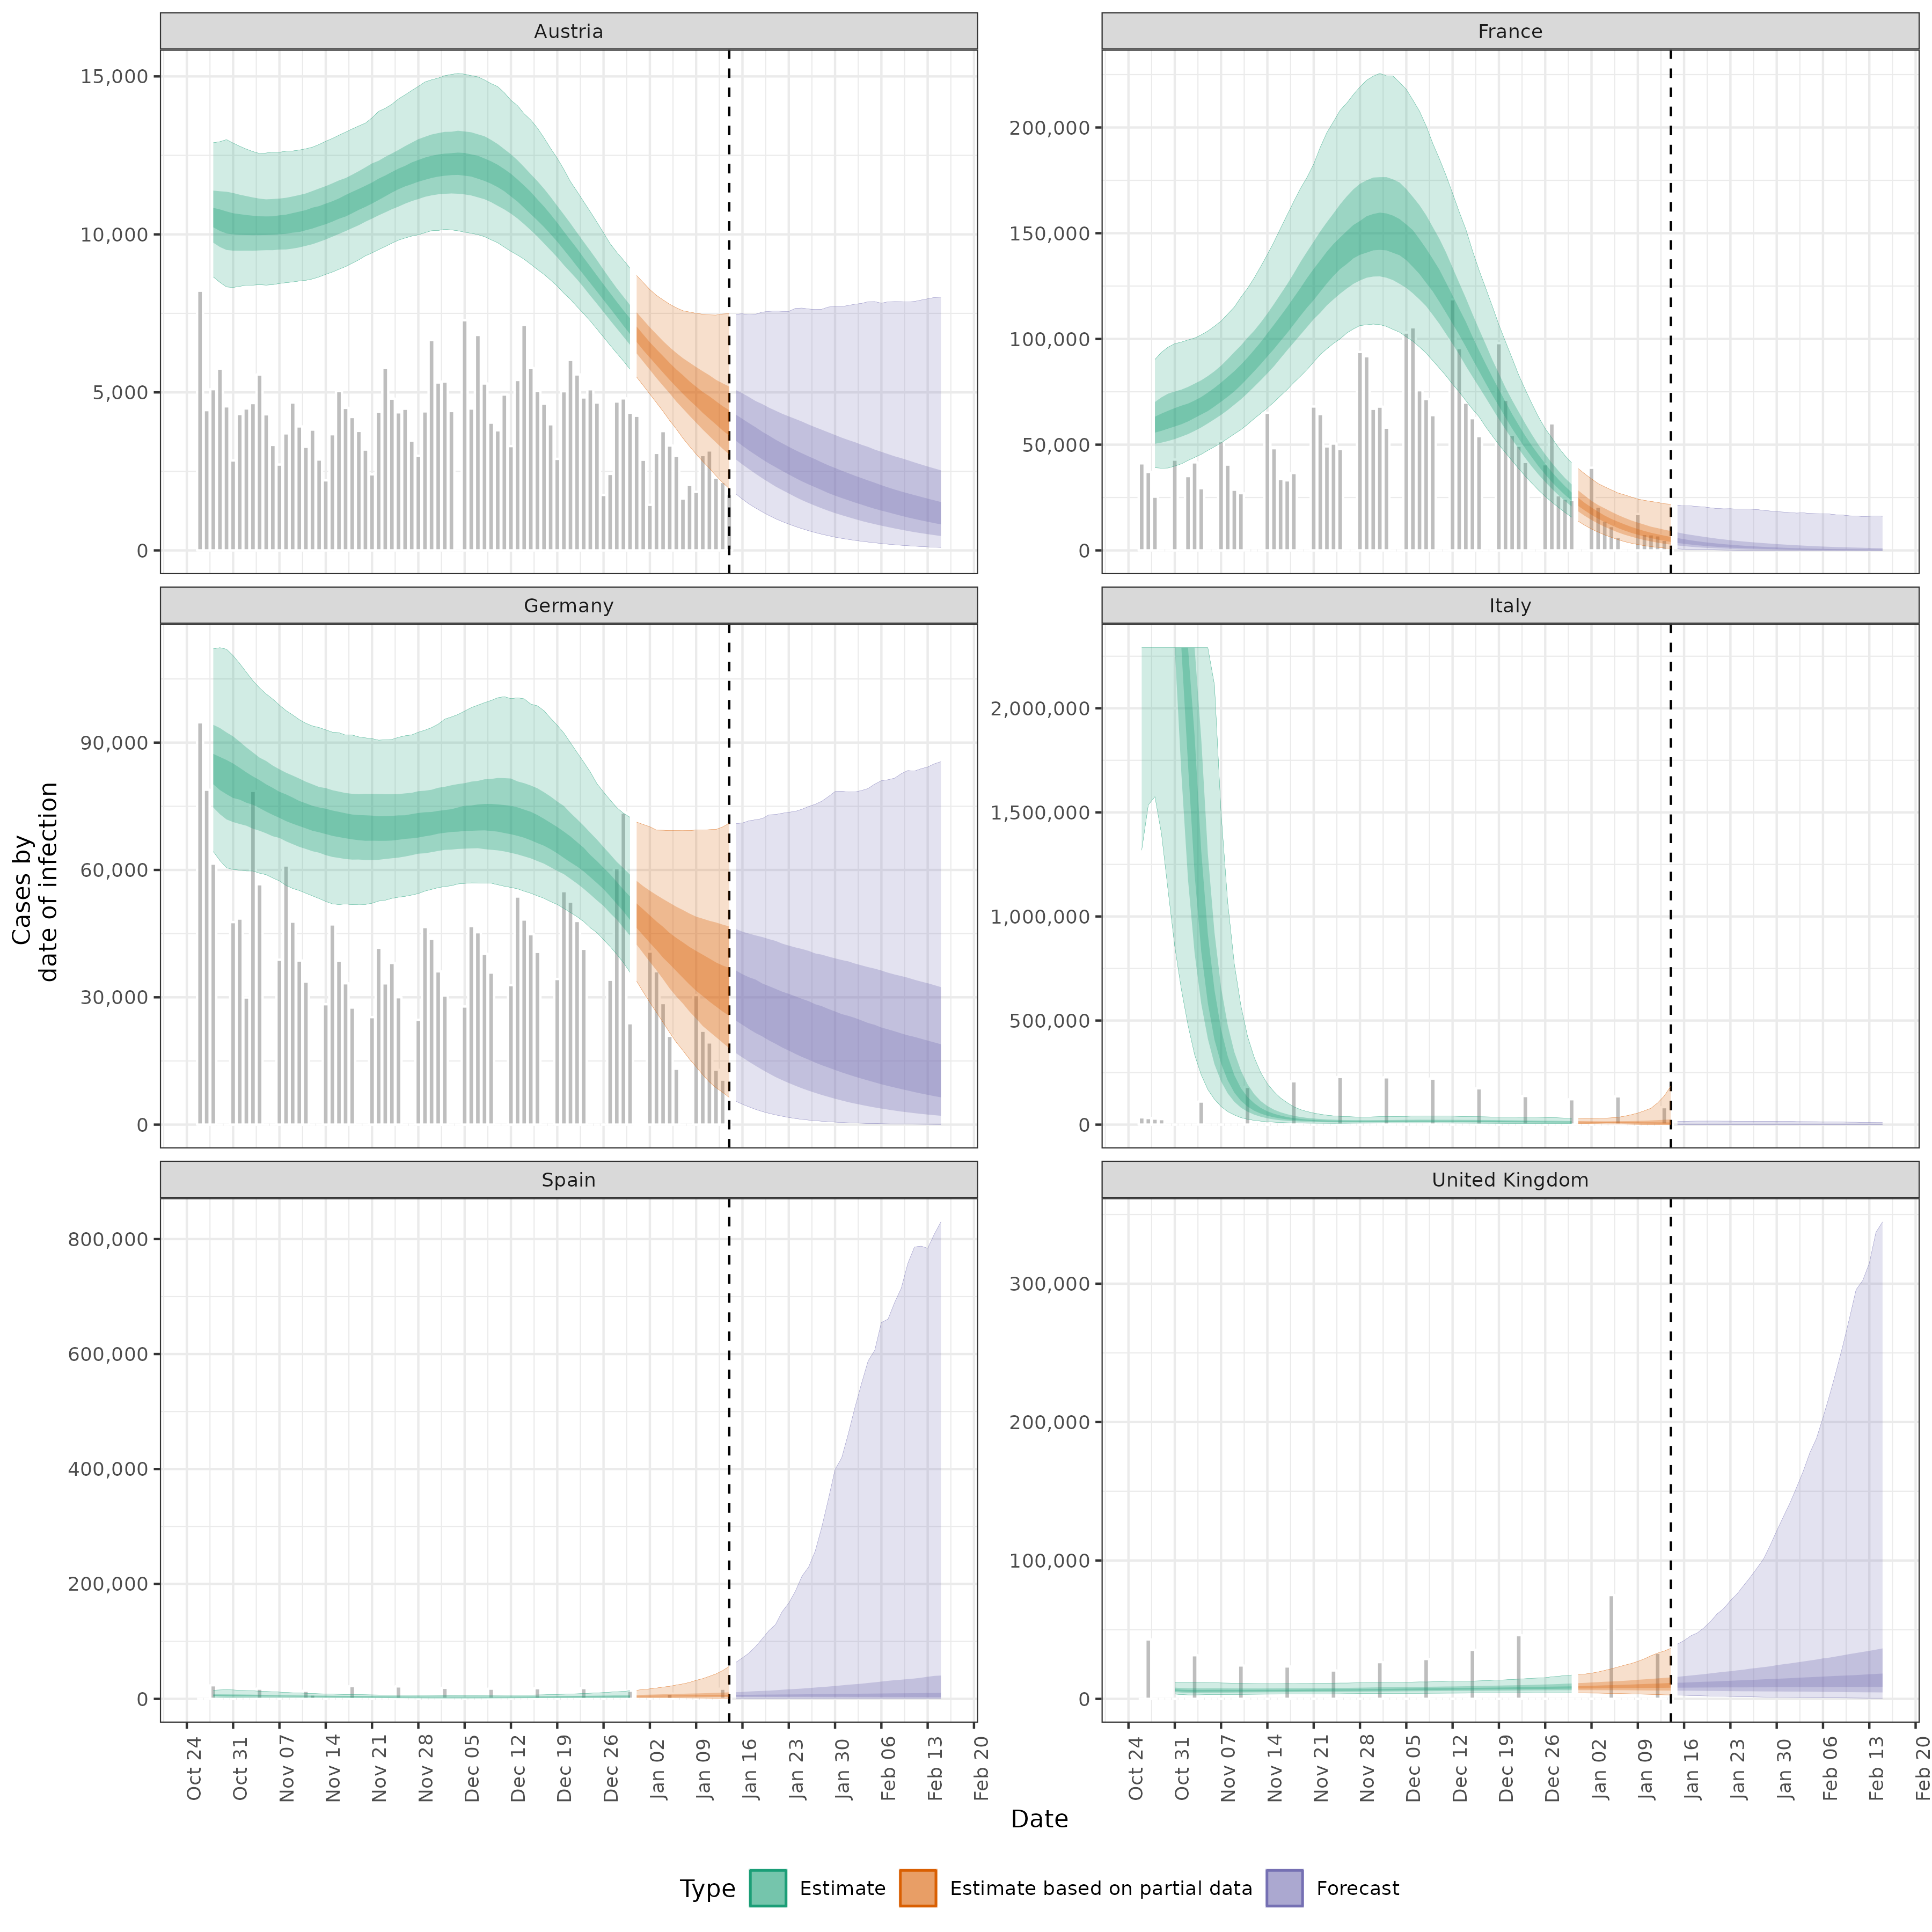 Austria
France
15,000
10,000
5,000
0
200,000
150,000
100,000
50,000
0
Germany
Italy
90,000
60,000
30,000
0
2,000,000
1,500,000
1,000,000
500,000
0
Cases by
date of infection
Spain
United Kingdom
800,000
600,000
400,000
200,000
0
300,000
200,000
100,000
0
Oct 24
Oct 31
Nov 07
Nov 14
Nov 21
Nov 28
Dec 05
Dec 12
Dec 19
Dec 26
Jan 02
Jan 09
Jan 16
Jan 23
Jan 30
Feb 06
Feb 13
Feb 20
Oct 24
Oct 31
Nov 07
Nov 14
Nov 21
Nov 28
Dec 05
Dec 12
Dec 19
Dec 26
Jan 02
Jan 09
Jan 16
Jan 23
Jan 30
Feb 06
Feb 13
Feb 20
Date
Type Estimate Estimate based on partial data Forecast